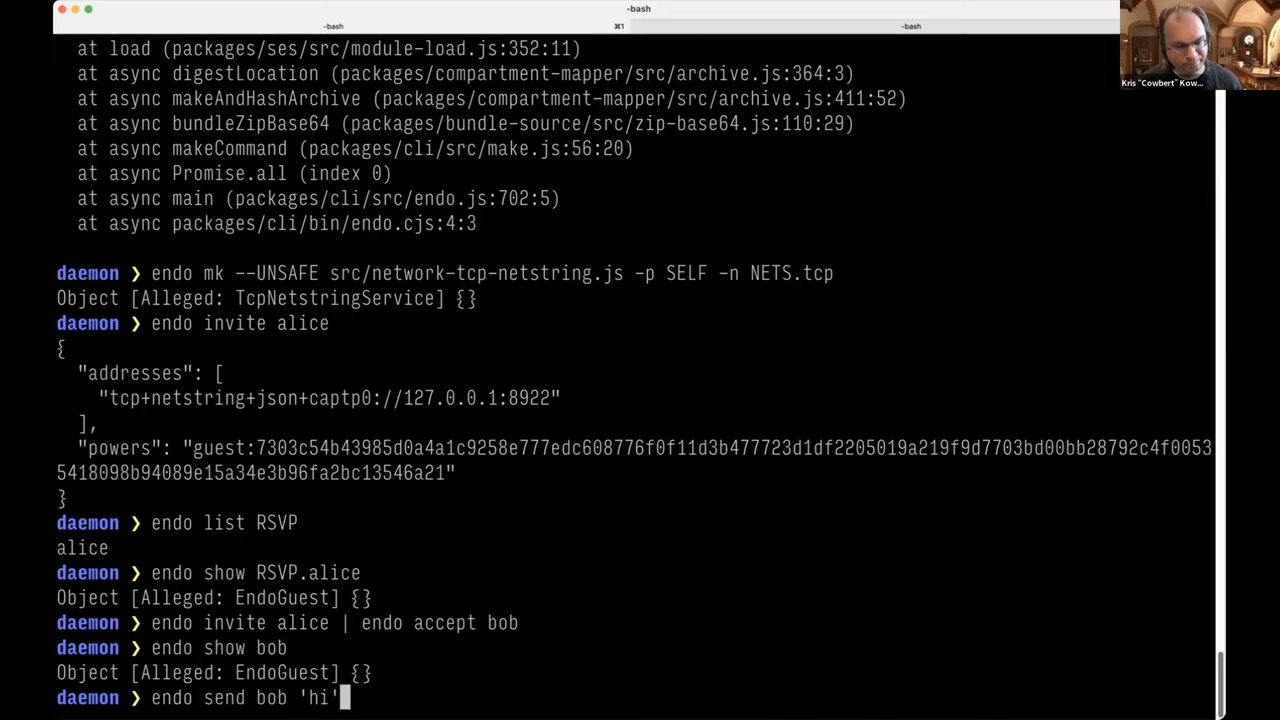 -bash
-bash
⌘1
-bash
at load (packages/ses/src/module-load.js:352:11)
at async digestLocation (packages/compartment-mapper/src/archive.js:364:3)
at async makeAndHashArchive (packages/compartment-mapper/src/archive.js:411:52)
at async bundleZipBase64 (packages/bundle-source/src/zip-base64.js:110:29)
at async makeCommand (packages/cli/src/make.js:56:20)
at async Promise.all (index 0)
at async main (packages/cli/src/endo.js:702:5)
at async packages/cli/bin/endo.cjs:4:3
daemon ❯ endo mk --UNSAFE src/network-tcp-netstring.js -p SELF -n NETS.tcp
Object [Alleged: TcpNetstringService] {}
daemon ❯ endo invite alice
{
"addresses": [
"tcp+netstring+json+captp0://127.0.0.1:8922"
],
"powers": "guest:7303c54b43985d0a4a1c9258e777edc608776f0f11d3b477723d1df2205019a219f9d7703bd00bb28792c4f0053
5418098b94089e15a34e3b96fa2bc13546a21"
}
daemon ❯ endo list RSVP
alice
daemon ❯ endo show RSVP.alice
Object [Alleged: EndoGuest] {}
daemon ❯ endo invite alice | endo accept bob
daemon ❯ endo show bob
Object [Alleged: EndoGuest] {}
daemon ❯ endo send bob 'hi'
Kris "Cowbert" Kow...